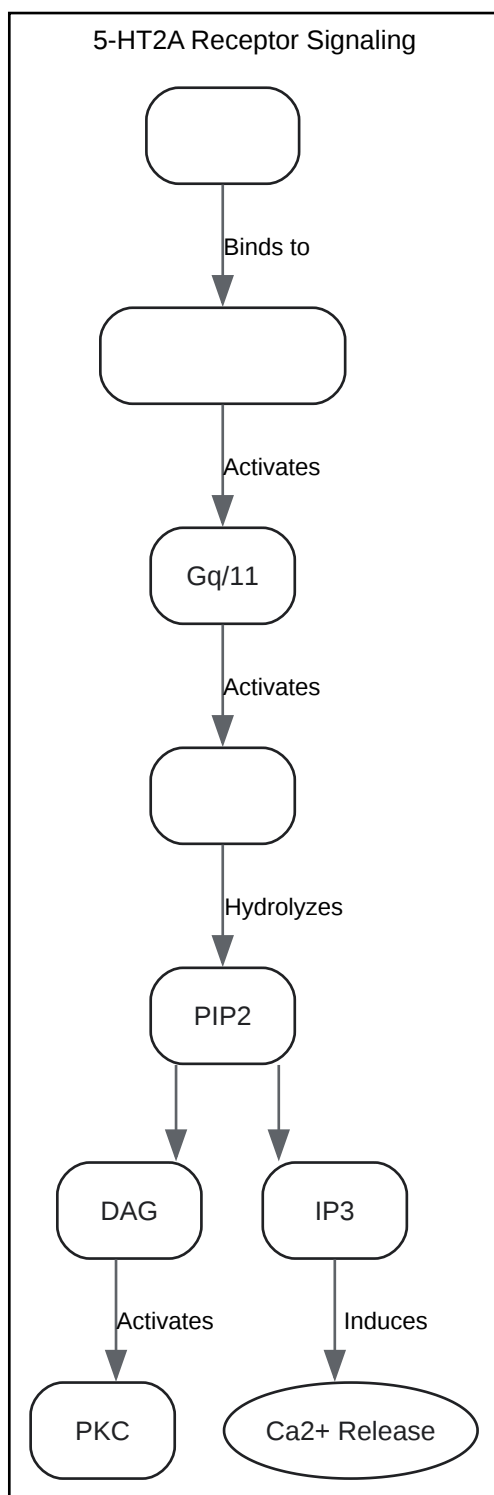 5-HT2A Receptor Signaling
Binds to
Activates
Gq/11
Activates
Hydrolyzes
PIP2
DAG
IP3
Activates
Induces
PKC
Ca2+ Release